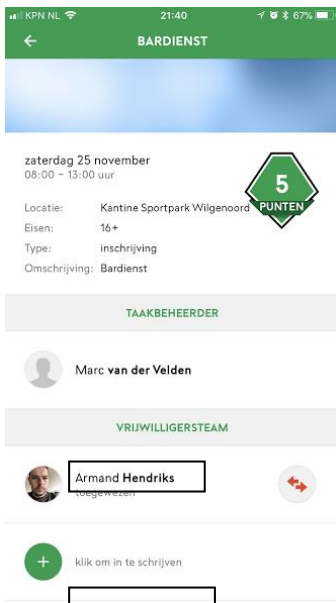 KPN NL 21:40 67%
BARDIENST
zaterdag 25 november
08:00 – 13:00 uur
5
PUNTEN
Locatie: Kantine Sportpark Wilgenoord
Eisen: 16+
Type: inschrijving
Omschrijving: Bardienst
TAAKBEHEERDER
Marc van der Velden
VRIJWILLIGERSTEAM
Armand Hendriks
toegewezen
klik om in te schrijven